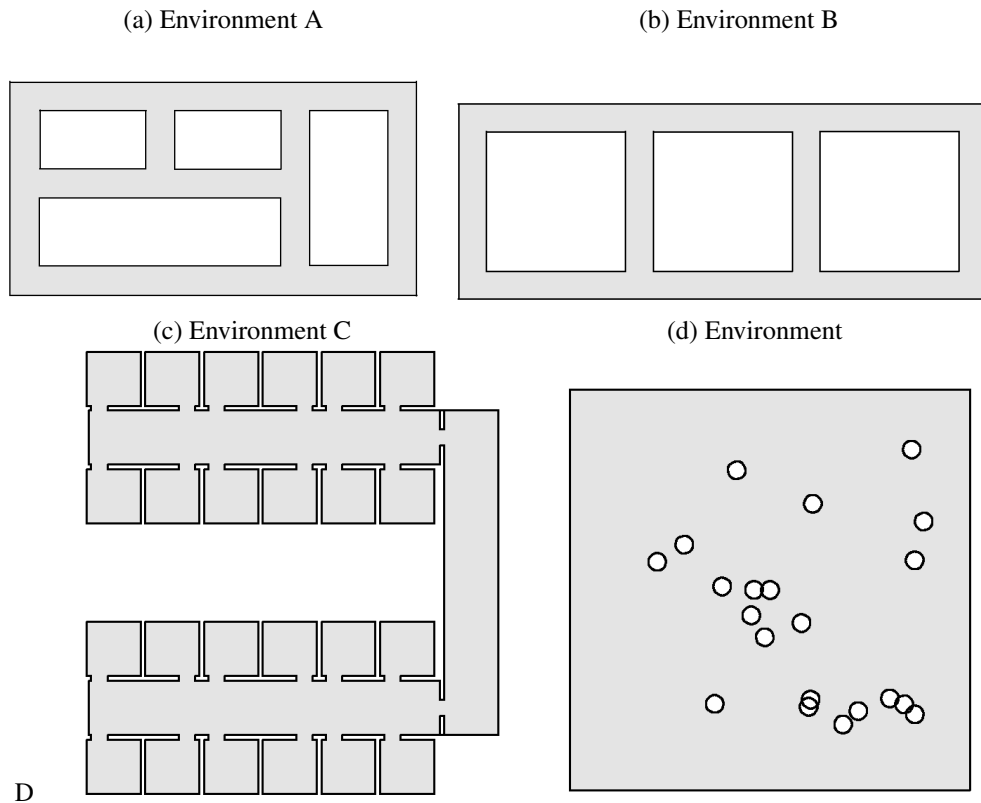 (a) Environment A
(b) Environment B
(c) Environment C
(d) Environment
D